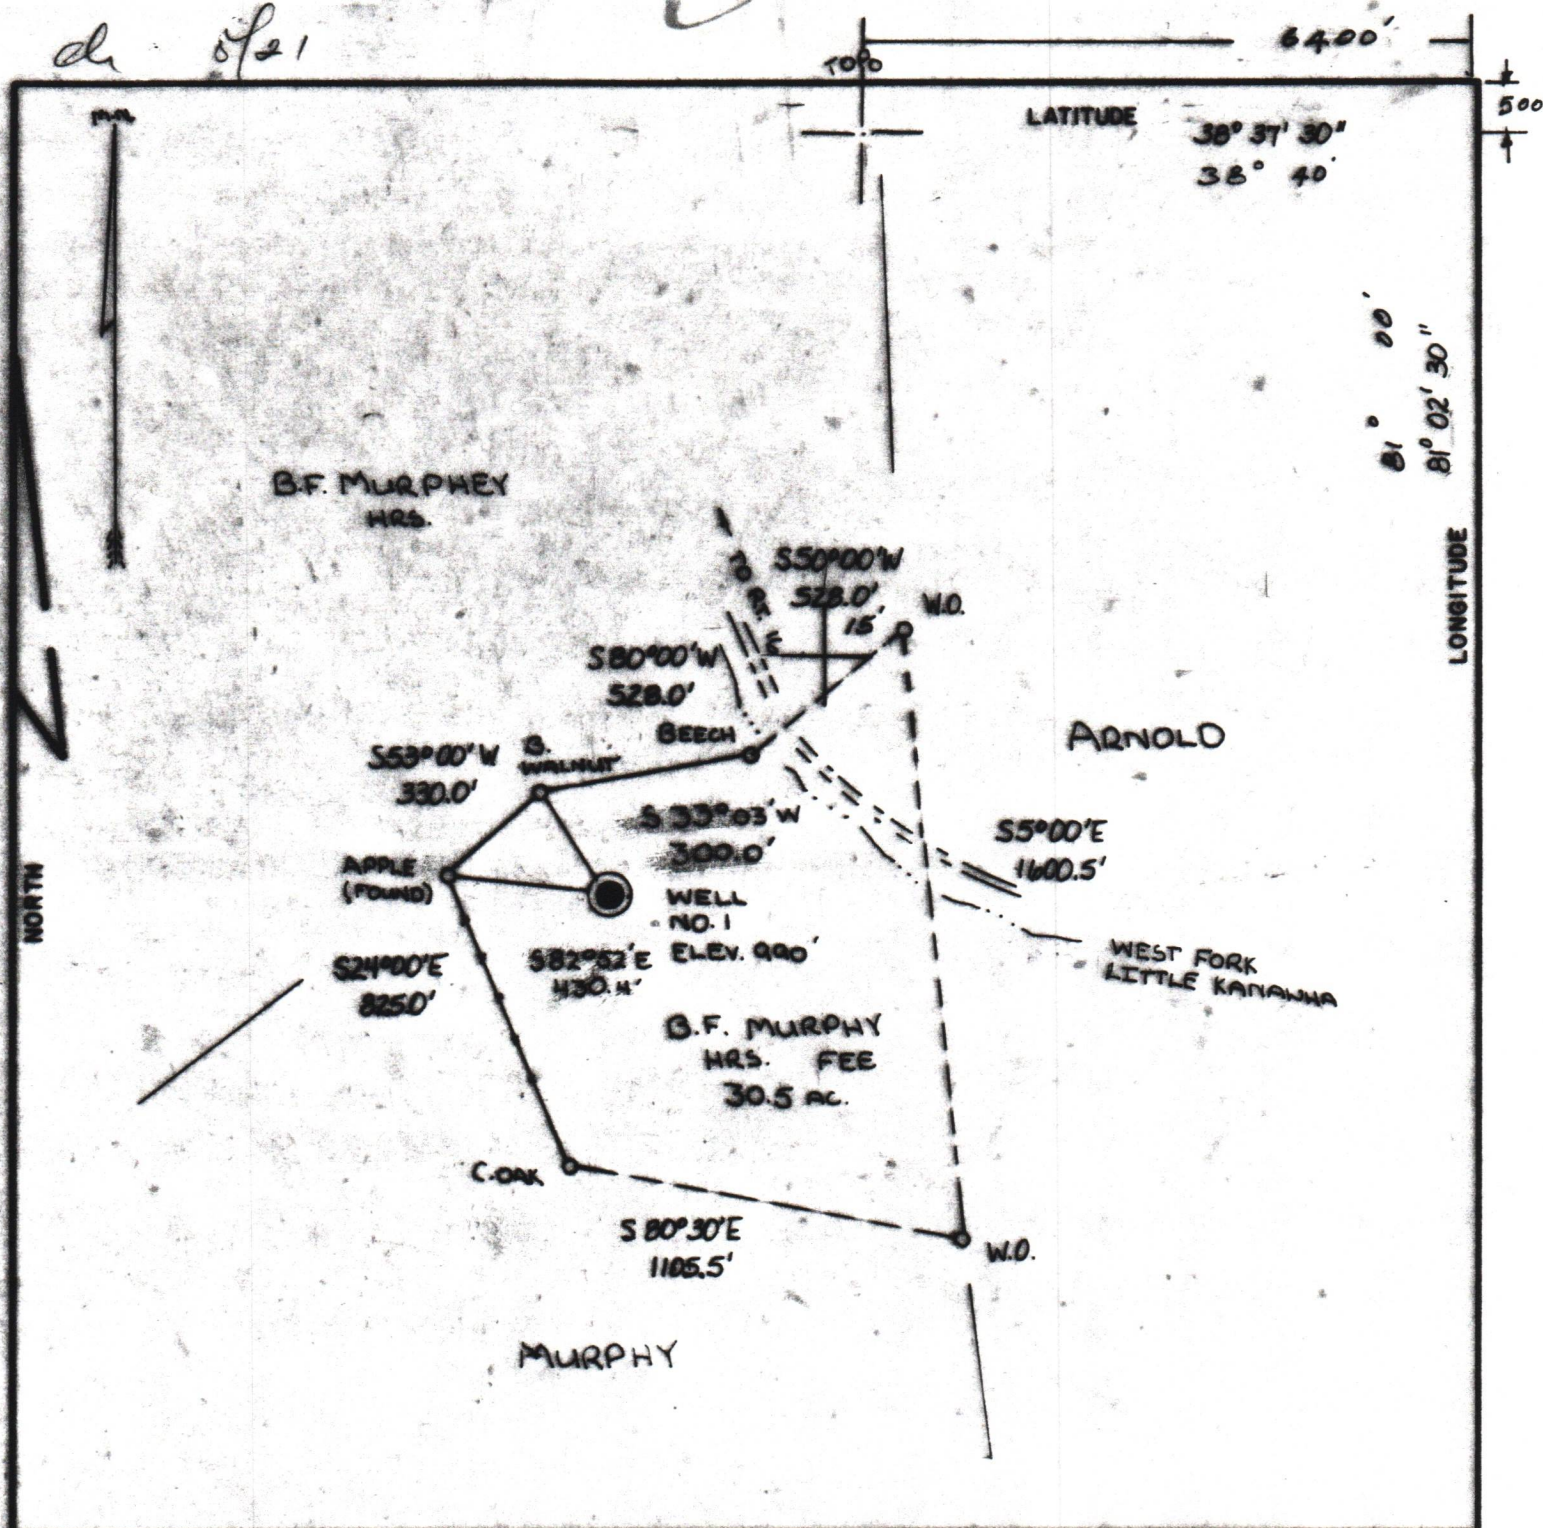 5/21
6400'
TOPO
500
LATITUDE
38° 37' 30"
38° 40'
81° 00'
81° 02' 30"
LONGITUDE
B.F. MURPHEY
HRS.
S50°00'W
528.0'
15'
W.O.
S80°00'W
528.0'
BEECH
ARNOLD
S53°00'W
330.0'
B.
WALNUT
S 33°03'W
300.0'
S5°00'E
1600.5'
APPLE
(FOUND)
WELL
NO. 1
ELEV. 990'
NORTH
S82°52'E
430.4'
WEST FORK
LITTLE KANAWHA
S24°00'E
825.0'
B.F. MURPHY
HRS. FEE
30.5 AC.
C.OAK
S 80°30'E
1105.5'
W.O.
MURPHY